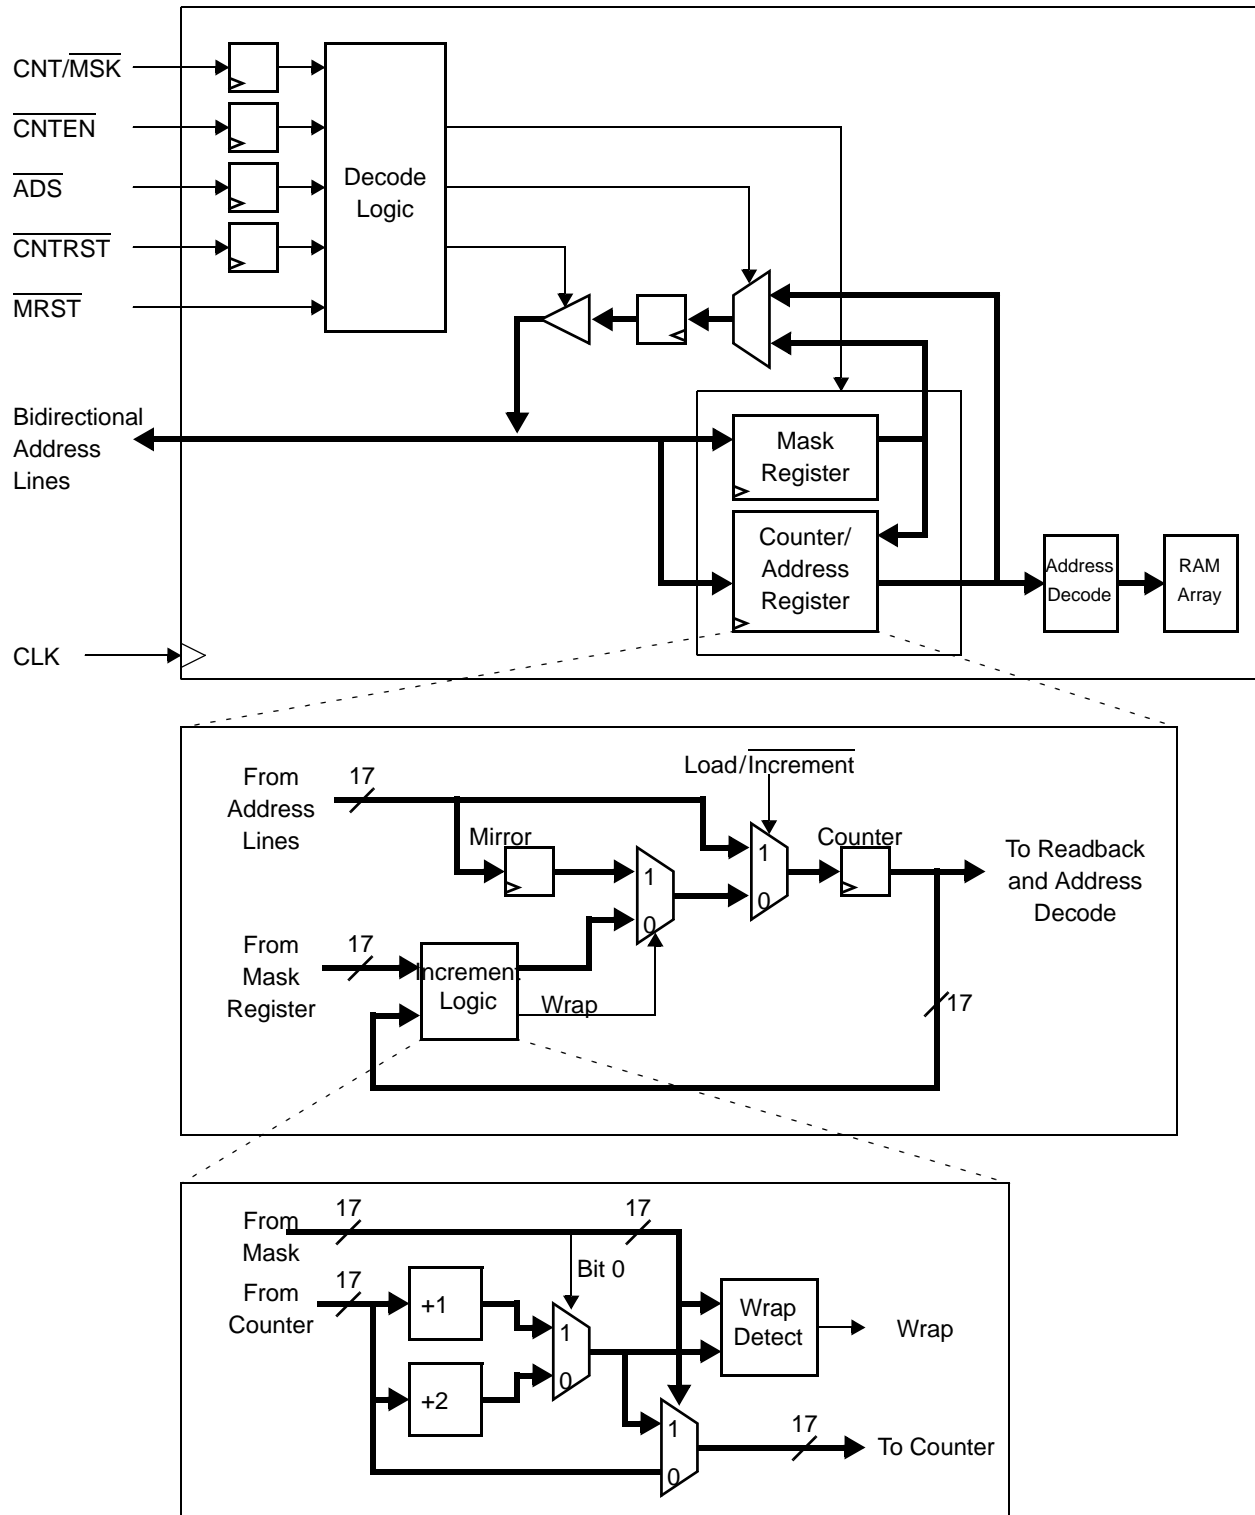 CNT/MSK
CNTEN
ADS
CNTRST
MRST
Decode
Logic
Bidirectional
Address
Lines
Mask
Register
Counter/
Address
Register
Address
Decode
RAM
Array
CLK
From
Address
Lines
17
Load/Increment
Mirror
1
0
1
0
Counter
To Readback
and Address
Decode
From
Mask
Register
17
Increment
Logic
Wrap
17
From
Mask
17
17
Bit 0
From
Counter
17
+1
+2
1
0
Wrap
Detect
Wrap
1
0
17
To Counter